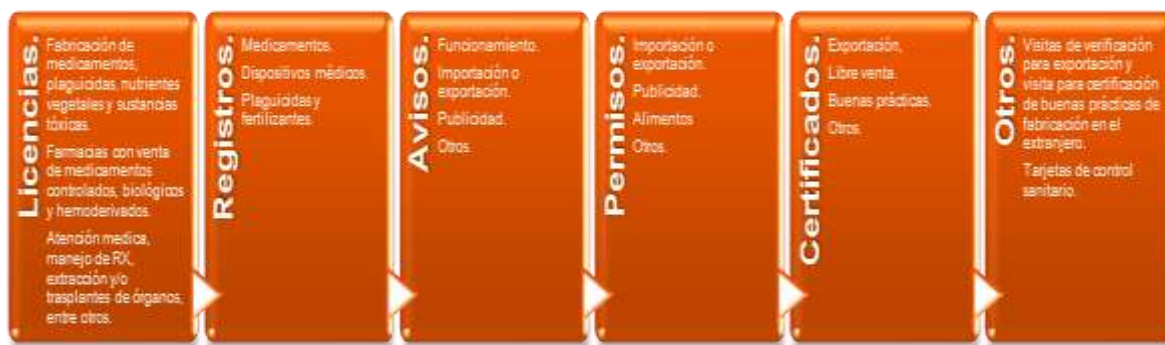 Licencias.
Fabricación de
medicamentos,
plaguicidas, nutrientes
vegetales y sustancias
tóxicas.
Farmacias con venta
de medicamentos
controlados, biológicos
y hemoderivados.
Atención medica,
manejo de RX,
extracción y/o
trasplantes de órganos,
entre otros.
Registros.
Medicamentos.
Dispositivos médicos.
Plaguicidas y
fertilizantes.
Avisos.
Funcionamiento.
Importación o
exportación.
Publicidad.
Otros.
Permisos.
Importación o
exportación.
Publicidad.
Alimentos
Otros.
Certificados.
Exportación,
Libre venta.
Buenas prácticas.
Otros.
Otros.
Visitas de verificación
para exportación y
visita para certificación
de buenas prácticas de
fabricación en el
extranjero.
Tarjetas de control
sanitario.